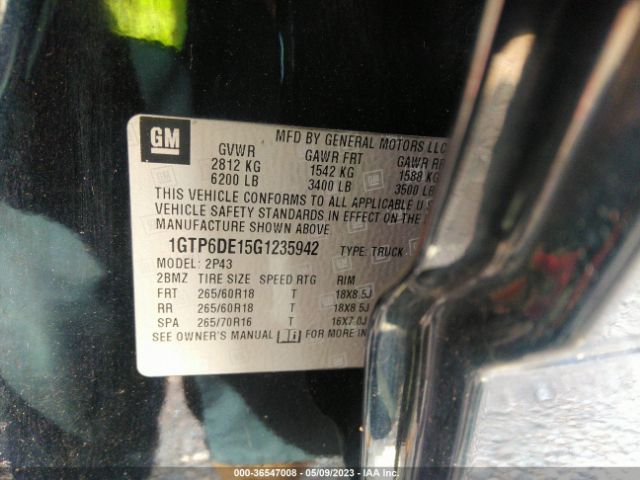 GM
MFD BY GENERAL MOTORS LLC
GVWR GAWR FRT GAWR RR
2812 KG 1542 KG 1588 KG
6200 LB 3400 LB 3500 LB
THIS VEHICLE CONFORMS TO ALL APPLICABLE U S
VEHICLE SAFETY STANDARDS IN EFFECT ON THE
MANUFACTURE SHOWN ABOVE.
1GTP6DE15G1235942 TYPE: TRUCK
MODEL: 2P43
2BMZ TIRE SIZE SPEED RTG RIM
FRT 265/60R18 T 18X8.5J
RR 265/60R18 T 18X8.5J
SPA 265/70R16 T 16X7.0J
SEE OWNER'S MANUAL FOR MORE IN
000-36547008 - 05/09/2023 - IAA Inc.